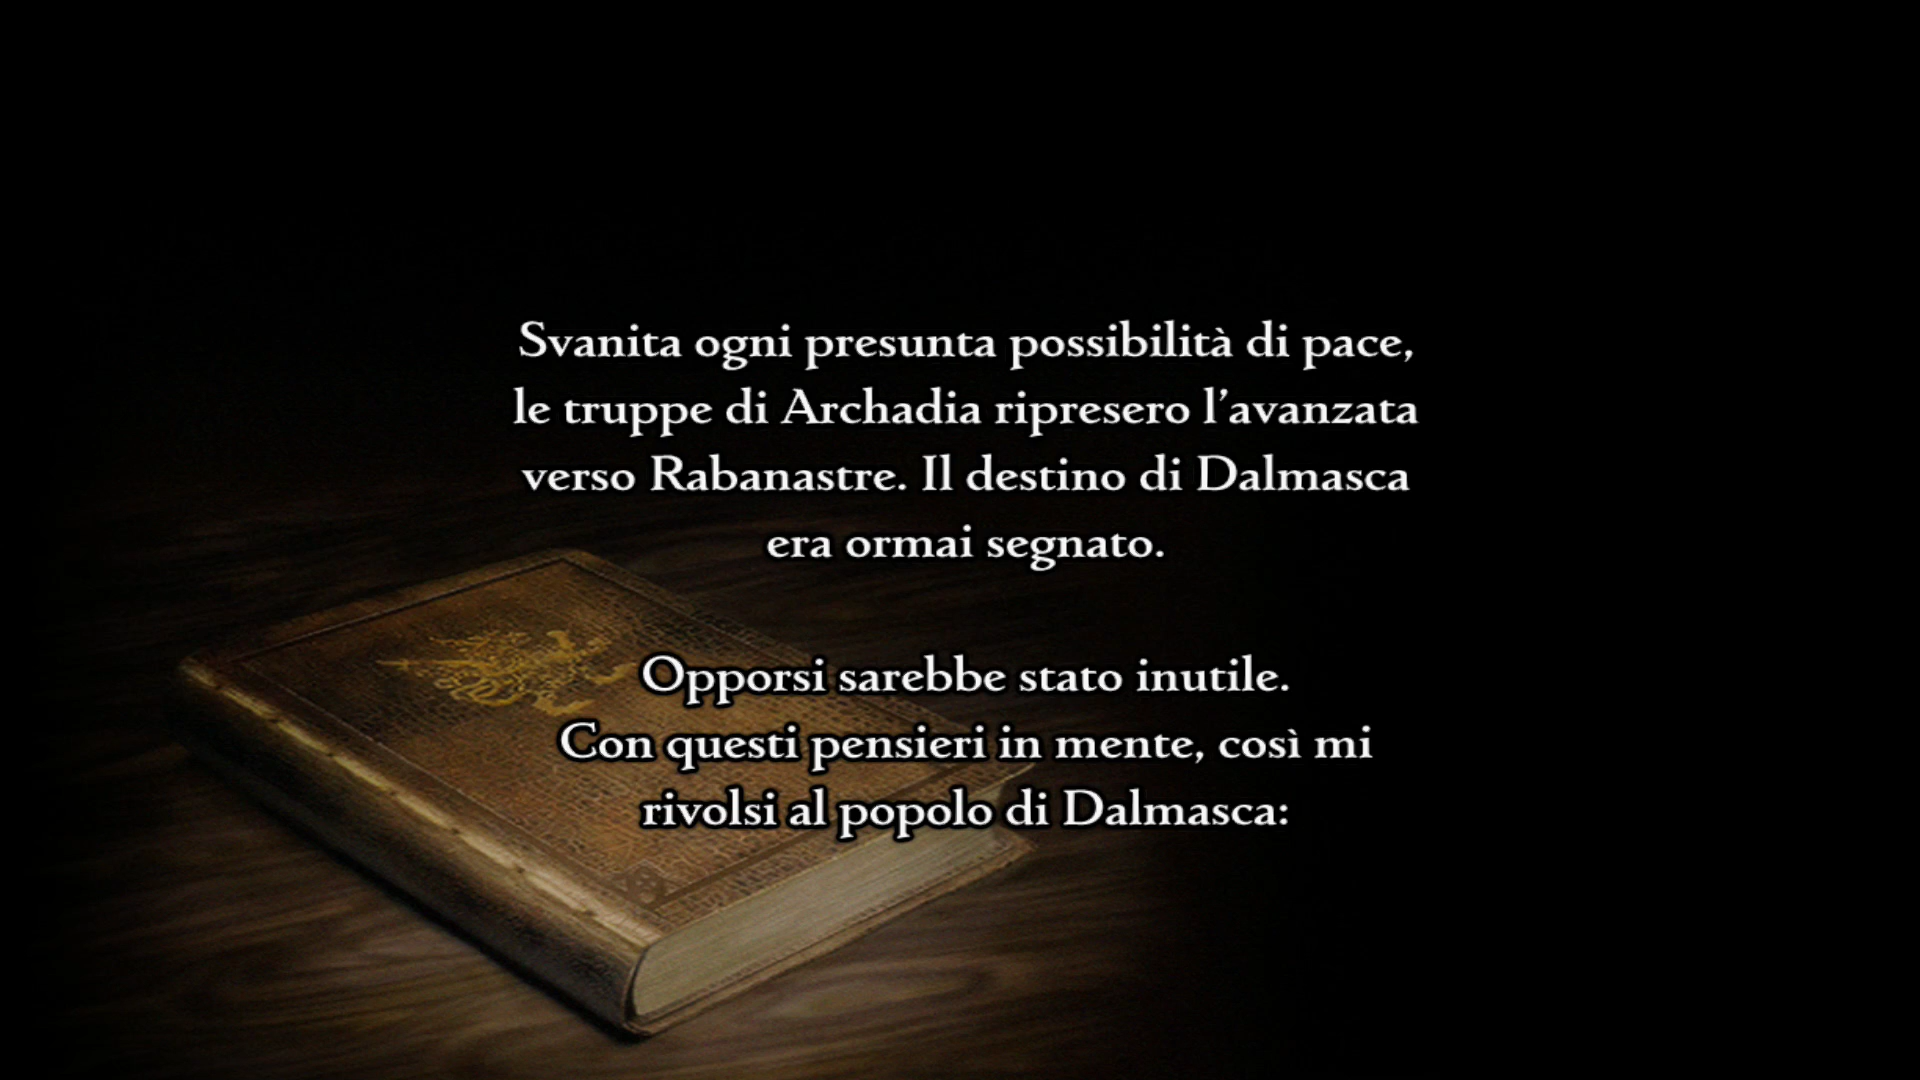 Svanita ogni presunta possibilità di pace,
le truppe di Archadia ripresero l’avanzata
verso Rabanastre. Il destino di Dalmasca
era ormai segnato.
Opporsi sarebbe stato inutile.
Con questi pensieri in mente, così mi
rivolsi al popolo di Dalmasca: